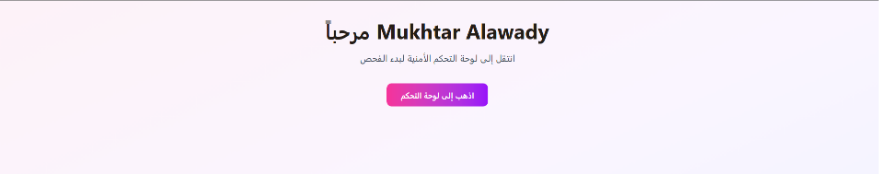 مرحباً Mukhtar Alawady
انتقل إلى لوحة التحكم الأمنية لبدء الفحص
اذهب إلى لوحة التحكم